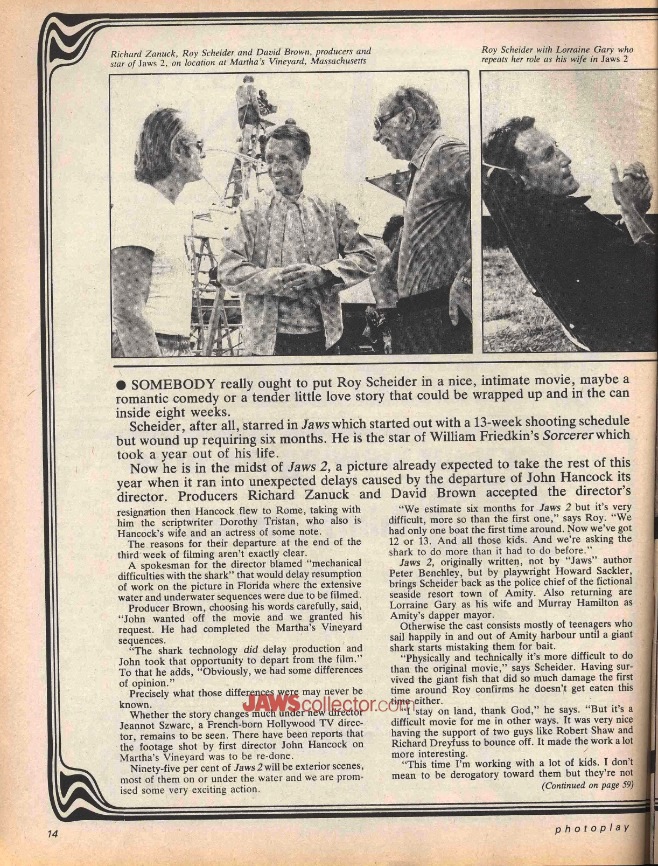 Richard Zanuck, Roy Scheider and David Brown, producers and
star of Jaws 2, on location at Martha's Vineyard, Massachusetts
Roy Scheider with Lorraine Gary who
repeats her role as his wife in Jaws 2
● SOMEBODY really ought to put Roy Scheider in a nice, intimate movie, maybe a
romantic comedy or a tender little love story that could be wrapped up and in the can
inside eight weeks.
Scheider, after all, starred in Jaws which started out with a 13-week shooting schedule
but wound up requiring six months. He is the star of William Friedkin's Sorcerer which
took a year out of his life.
Now he is in the midst of Jaws 2, a picture already expected to take the rest of this
year when it ran into unexpected delays caused by the departure of John Hancock its
director. Producers Richard Zanuck and David Brown accepted the director's
resignation then Hancock flew to Rome, taking with
him the scriptwriter Dorothy Tristan, who also is
Hancock's wife and an actress of some note.
The reasons for their departure at the end of the
third week of filming aren't exactly clear.
A spokesman for the director blamed "mechanical
difficulties with the shark" that would delay resumption
of work on the picture in Florida where the extensive
water and underwater sequences were due to be filmed.
Producer Brown, choosing his words carefully, said,
"John wanted off the movie and we granted his
request. He had completed the Martha's Vineyard
sequences.
"The shark technology did delay production and
John took that opportunity to depart from the film."
To that he adds, "Obviously, we had some differences
of opinion."
Precisely what those differences were may never be
known.
Whether the story changes much under new director
Jeannot Szwarc, a French-born Hollywood TV direc-
tor, remains to be seen. There have been reports that
the footage shot by first director John Hancock on
Martha's Vineyard was to be re-done.
Ninety-five per cent of Jaws 2 will be exterior scenes,
most of them on or under the water and we are prom-
ised some very exciting action.
"We estimate six months for Jaws 2 but it's very
difficult, more so than the first one," says Roy. "We
had only one boat the first time around. Now we've got
12 or 13. And all those kids. And we're asking the
shark to do more than it had to do before."
Jaws 2, originally written, not by "Jaws" author
Peter Benchley, but by playwright Howard Sackler,
brings Scheider back as the police chief of the fictional
seaside resort town of Amity. Also returning are
Lorraine Gary as his wife and Murray Hamilton as
Amity's dapper mayor.
Otherwise the cast consists mostly of teenagers who
sail happily in and out of Amity harbour until a giant
shark starts mistaking them for bait.
"Physically and technically it's more difficult to do
than the original movie," says Scheider. Having sur-
vived the giant fish that did so much damage the first
time around Roy confirms he doesn't get eaten this
time either.
"I stay on land, thank God," he says. "But it's a
difficult movie for me in other ways. It was very nice
having the support of two guys like Robert Shaw and
Richard Dreyfuss to bounce off. It made the work a lot
more interesting.
"This time I'm working with a lot of kids. I don't
mean to be derogatory toward them but they're not
(Continued on page 59)
JAWScollector.com
14
photoplay